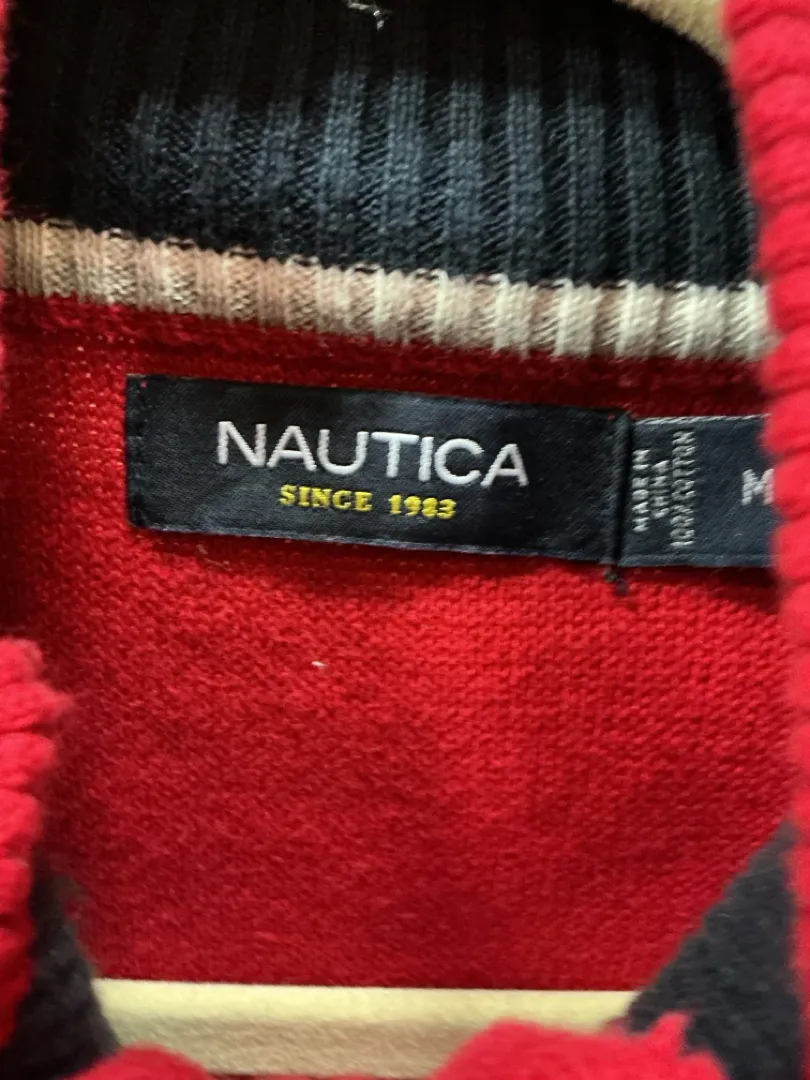 NAUTICA
SINCE 1983
MADE IN
CHINA
100% COTTON
M